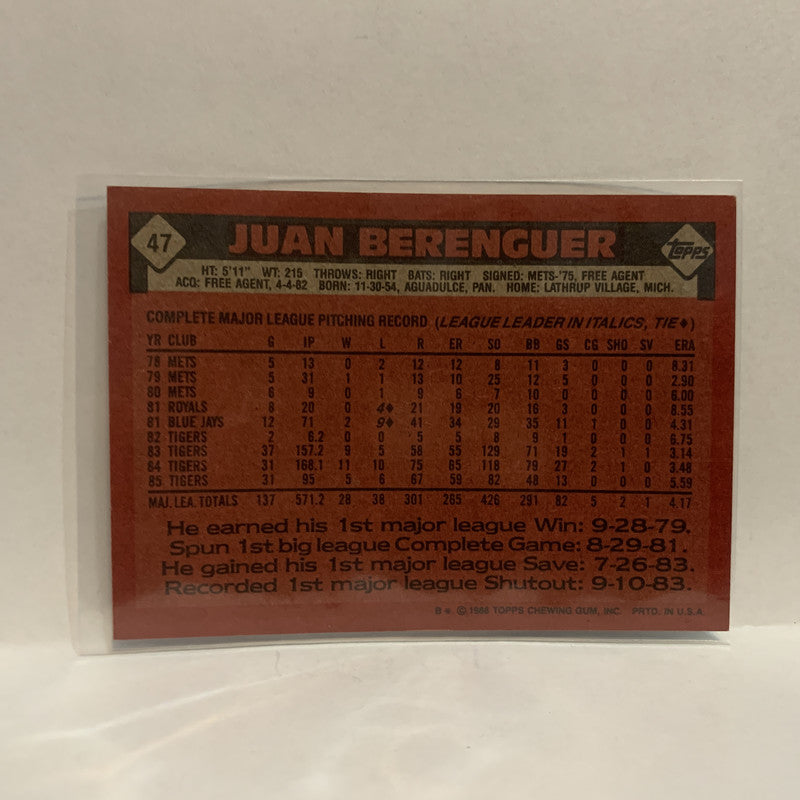 47 JUAN BERENGUER Topps
HT: 5'11" WT: 215 THROWS: RIGHT BATS: RIGHT SIGNED: METS-'75, FREE AGENT
ACQ: FREE AGENT, 4-4-82 BORN: 11-30-54, AGUADULCE, PAN. HOME: LATHRUP VILLAGE, MICH.
COMPLETE MAJOR LEAGUE PITCHING RECORD (LEAGUE LEADER IN ITALICS, TIE♦)
YR CLUB G IP W L R ER SO BB GS CG SHO SV ERA
78 METS 5 13 0 2 12 12 8 11 3 0 0 0 8.31
79 METS 5 31 1 1 13 10 25 12 5 0 0 0 2.90
80 METS 6 9 0 1 9 6 7 10 0 0 0 0 6.00
81 ROYALS 8 20 0 4♦ 21 19 20 16 3 0 0 0 8.55
81 BLUE JAYS 12 71 2 9♦ 41 34 29 35 11 1 0 0 4.31
82 TIGERS 2 6.2 0 0 5 5 8 9 1 0 0 0 6.75
83 TIGERS 37 157.2 9 5 58 55 129 71 19 2 1 1 3.14
84 TIGERS 31 168.1 11 10 75 65 118 79 27 2 1 0 3.48
85 TIGERS 31 95 5 6 67 59 82 48 13 0 0 0 5.59
MAJ. LEA. TOTALS 137 571.2 28 38 301 265 426 291 82 5 2 1 4.17
He earned his 1st major league Win: 9-28-79.
Spun 1st big league Complete Game: 8-29-81.
He gained his 1st major league Save: 7-26-83.
Recorded 1st major league Shutout: 9-10-83.
B* © 1986 TOPPS CHEWING GUM, INC. PRTD. IN U.S.A.